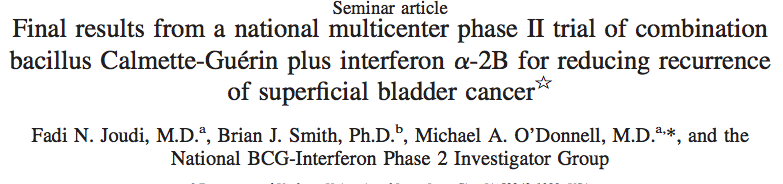 Seminar article
Final results from a national multicenter phase II trial of combination
bacillus Calmette-Guérin plus interferon α-2B for reducing recurrence
of superficial bladder cancer☆
Fadi N. Joudi, M.D.ᵃ, Brian J. Smith, Ph.D.ᵇ, Michael A. O'Donnell, M.D.ᵃ,*, and the
National BCG-Interferon Phase 2 Investigator Group